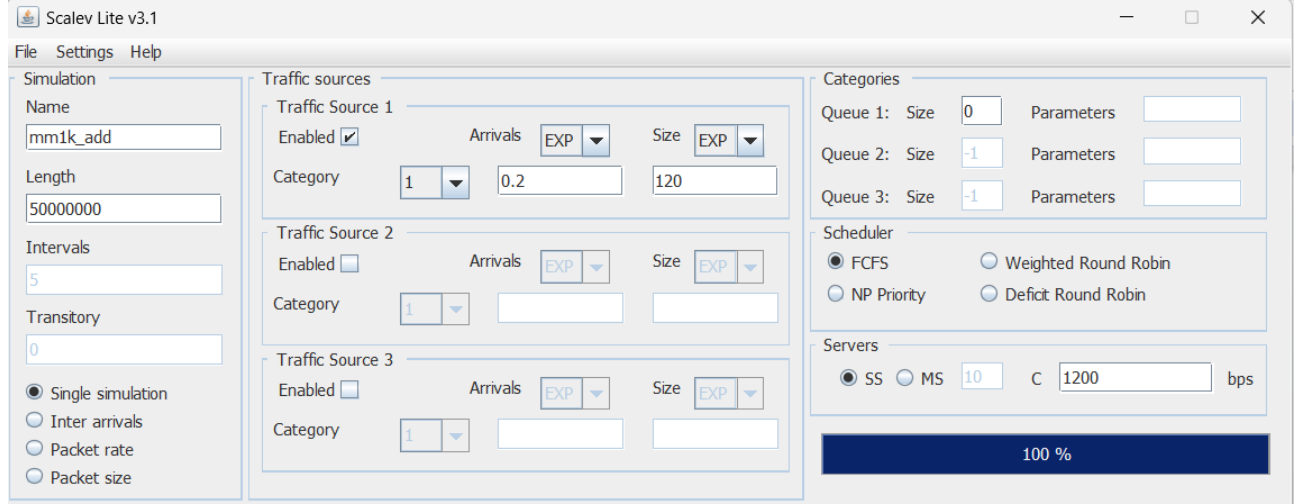 Scalev Lite v3.1
File Settings Help
Simulation
Name
mm1k_add
Length
50000000
Intervals
5
Transitory
0
Single simulation
Inter arrivals
Packet rate
Packet size
Traffic sources
Traffic Source 1
Enabled Arrivals EXP Size EXP
Category 1 0.2 120
Traffic Source 2
Enabled Arrivals EXP Size EXP
Category 1
Traffic Source 3
Enabled Arrivals EXP Size EXP
Category 1
Categories
Queue 1: Size 0 Parameters
Queue 2: Size -1 Parameters
Queue 3: Size -1 Parameters
Scheduler
FCFS Weighted Round Robin
NP Priority Deficit Round Robin
Servers
SS MS 10 C 1200 bps
100 %